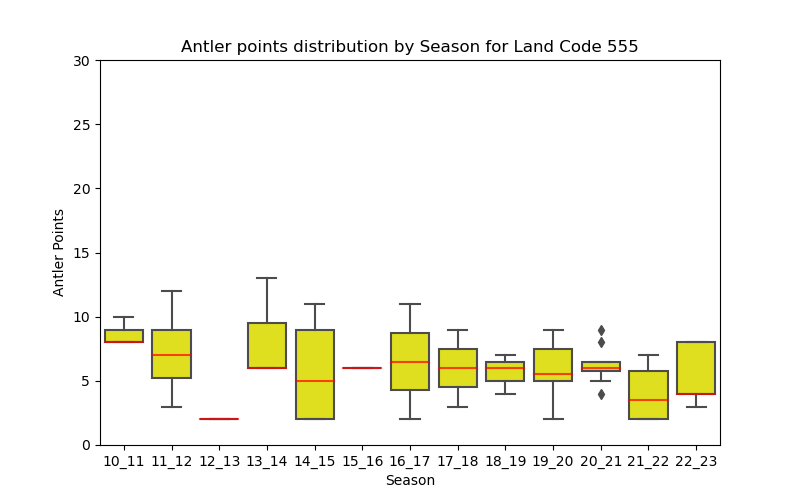 Antler points distribution by Season for Land Code 555
30
25
20
15
10
5
0
Antler Points
10_11 11_12 12_13 13_14 14_15 15_16 16_17 17_18 18_19 19_20 20_21 21_22 22_23
Season